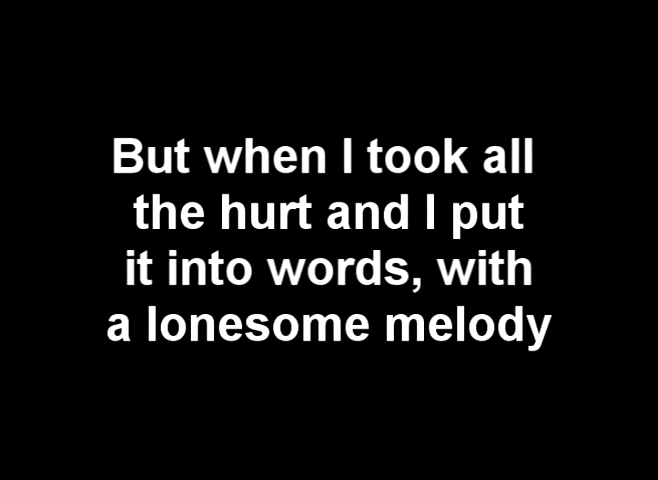 But when I took all
the hurt and I put
it into words, with
a lonesome melody